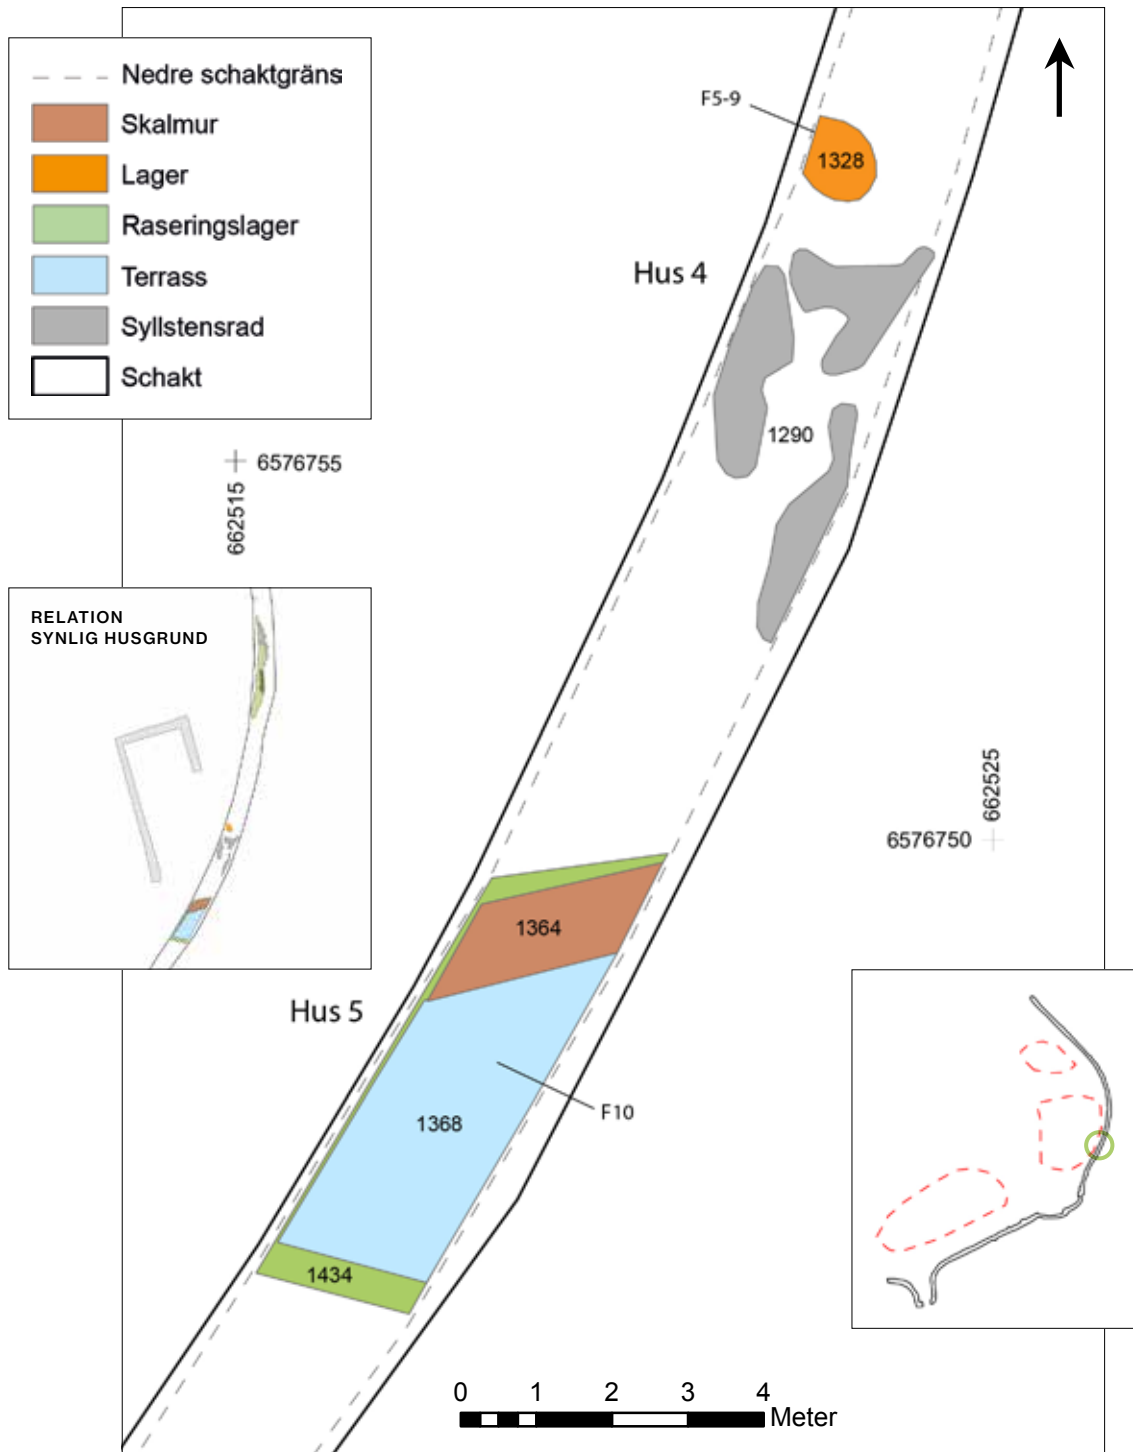 Nedre schaktgräns
Skalmur
Lager
Raseringslager
Terrass
Syllstensrad
Schakt
F5-9
1328
Hus 4
1290
6576755
662515
RELATION
SYNLIG HUSGRUND
662525
6576750
1364
Hus 5
1368
F10
1434
0 1 2 3 4
Meter